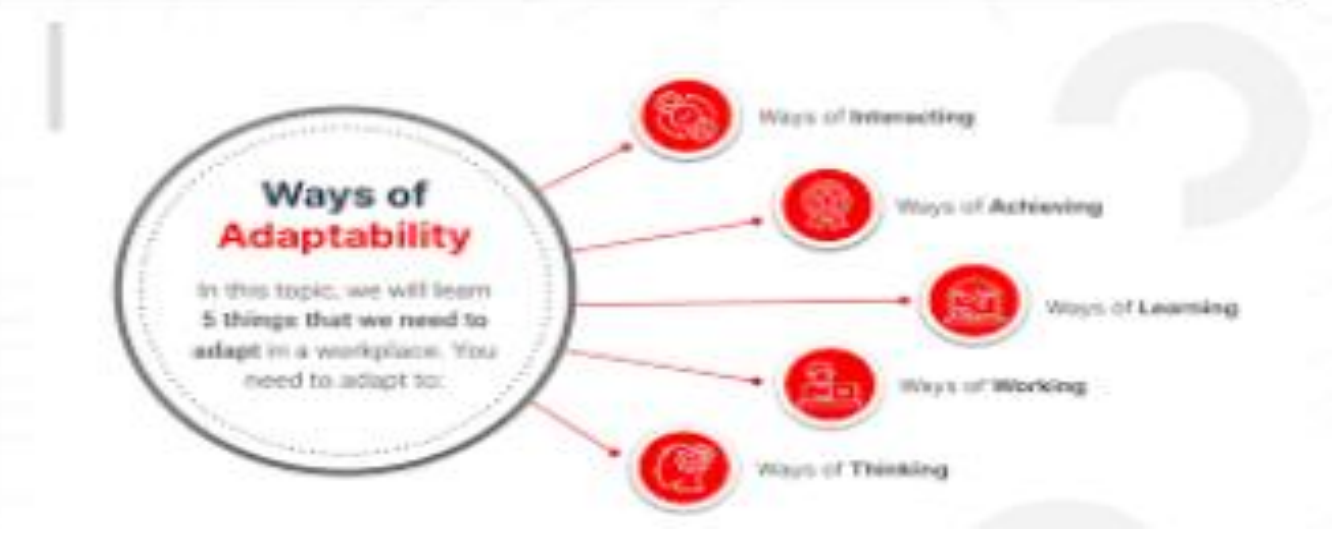 Ways of
Adaptability
In this topic, we will learn
5 things that we need to
adapt in a workplace. You
need to adapt to:
Ways of Interacting
Ways of Achieving
Ways of Learning
Ways of Working
Ways of Thinking